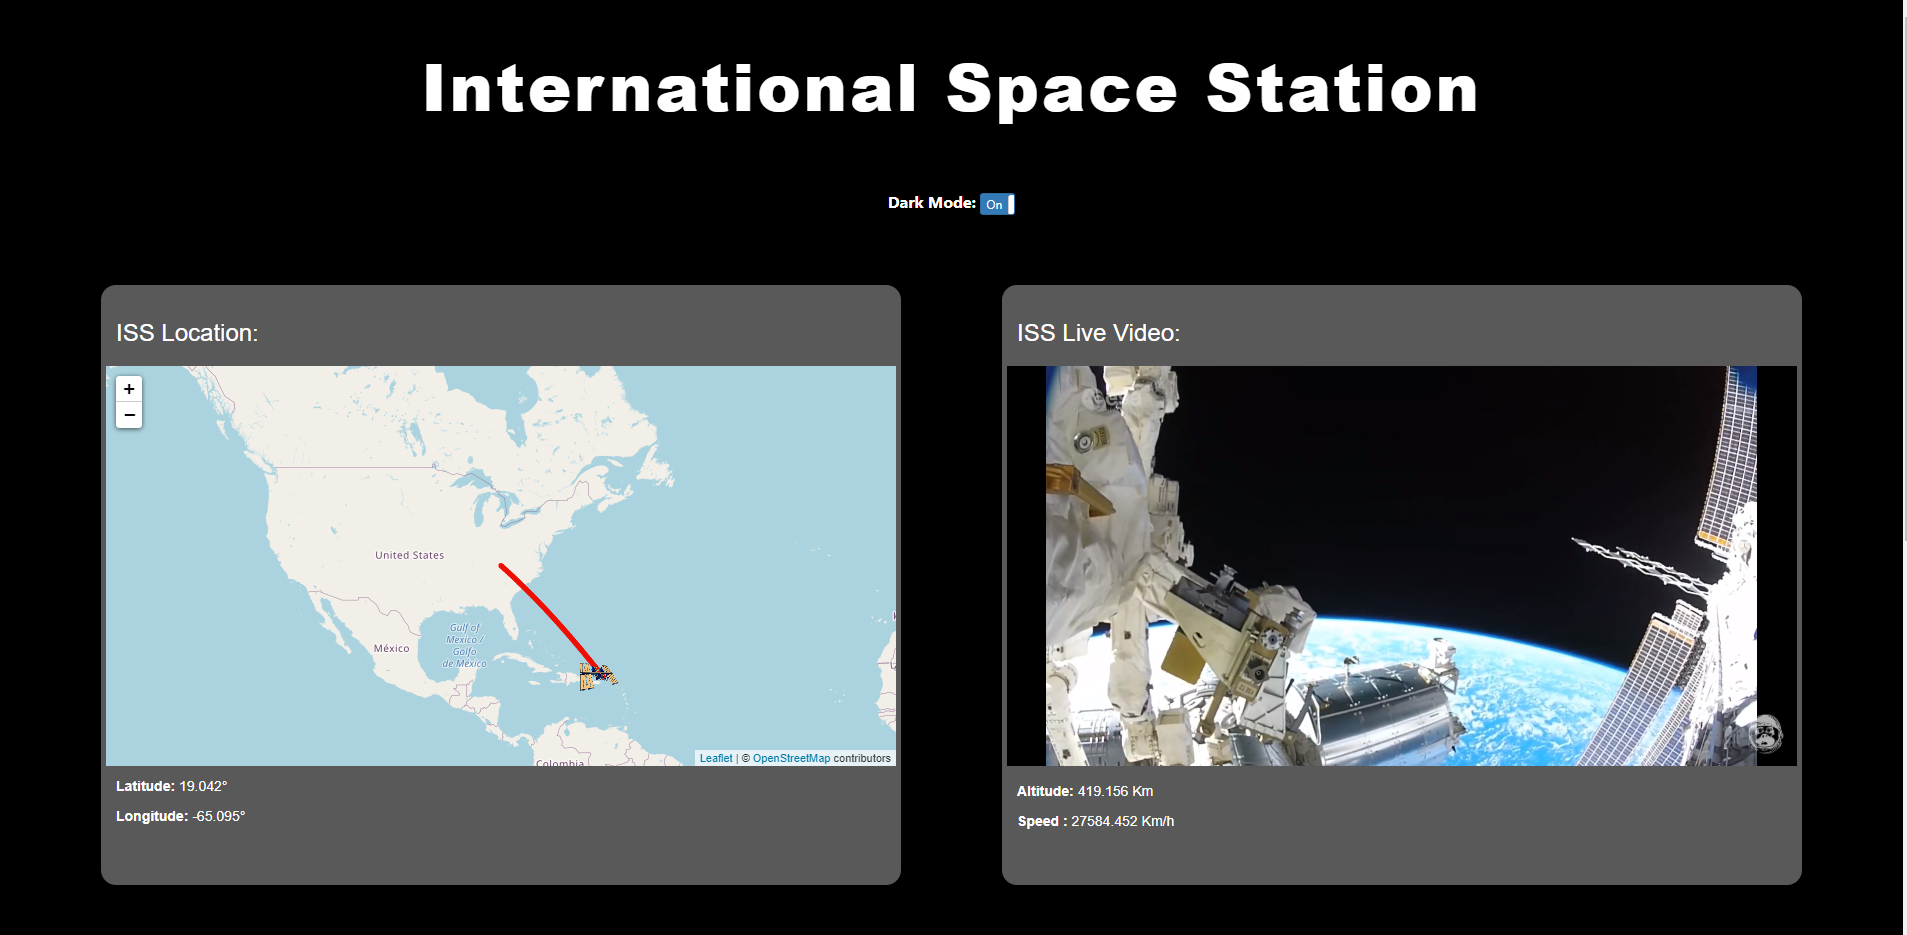 International Space Station
Dark Mode: On
ISS Location:
+
−
United States
Gulf of
Mexico /
Golfo
de México
México
Colombia
Leaflet | © OpenStreetMap contributors
Latitude: 19.042°
Longitude: -65.095°
ISS Live Video:
Altitude: 419.156 Km
Speed : 27584.452 Km/h